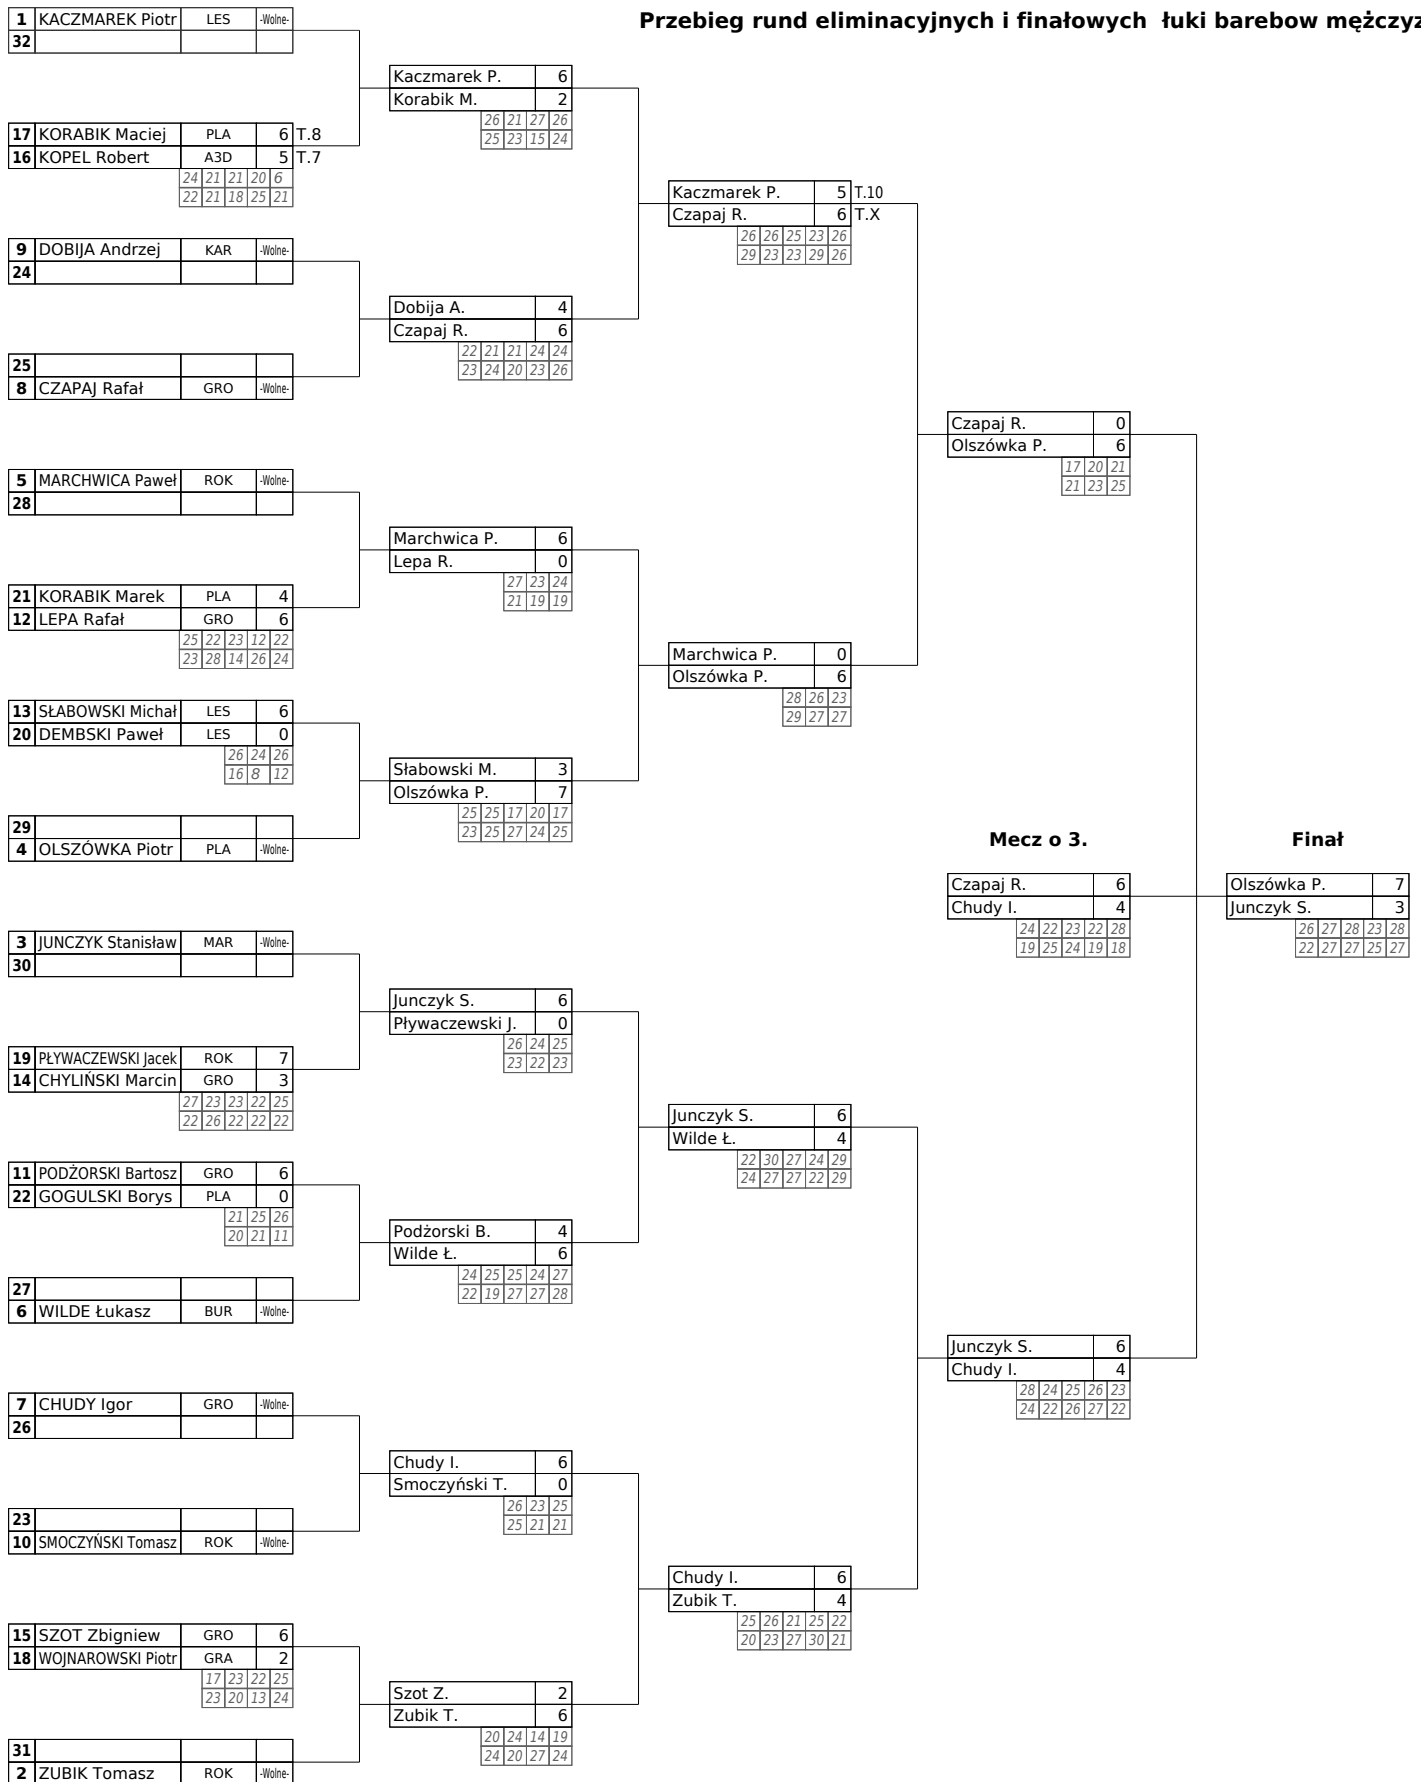 Przebieg rund eliminacyjnych i finałowych łuki barebow mężczyz
1 KACZMAREK Piotr LES -Wolne-
32
Kaczmarek P. 6
Korabik M. 2
26 21 27 26
25 23 15 24
17 KORABIK Maciej PLA 6 T.8
16 KOPEL Robert A3D 5 T.7
24 21 21 20 6
22 21 18 25 21
Kaczmarek P. 5 T.10
Czapaj R. 6 T.X
26 26 25 23 26
29 23 23 29 26
9 DOBIJA Andrzej KAR -Wolne-
24
Dobija A. 4
Czapaj R. 6
22 21 21 24 24
23 24 20 23 26
25
8 CZAPAJ Rafał GRO -Wolne-
Czapaj R. 0
Olszówka P. 6
17 20 21
21 23 25
5 MARCHWICA Paweł ROK -Wolne-
28
Marchwica P. 6
Lepa R. 0
27 23 24
21 19 19
21 KORABIK Marek PLA 4
12 LEPA Rafał GRO 6
25 22 23 12 22
23 28 14 26 24
Marchwica P. 0
Olszówka P. 6
28 26 23
29 27 27
13 SŁABOWSKI Michał LES 6
20 DEMBSKI Paweł LES 0
26 24 26
16 8 12
Słabowski M. 3
Olszówka P. 7
25 25 17 20 17
23 25 27 24 25
29
4 OLSZÓWKA Piotr PLA -Wolne-
Mecz o 3. Finał
Czapaj R. 6
Chudy I. 4
24 22 23 22 28
19 25 24 19 18
Olszówka P. 7
Junczyk S. 3
26 27 28 23 28
22 27 27 25 27
3 JUNCZYK Stanisław MAR -Wolne-
30
Junczyk S. 6
Pływaczewski J. 0
26 24 25
23 22 23
19 PŁYWACZEWSKI Jacek ROK 7
14 CHYLIŃSKI Marcin GRO 3
27 23 23 22 25
22 26 22 22 22
Junczyk S. 6
Wilde Ł. 4
22 30 27 24 29
24 27 27 22 29
11 PODŻORSKI Bartosz GRO 6
22 GOGULSKI Borys PLA 0
21 25 26
20 21 11
Podżorski B. 4
Wilde Ł. 6
24 25 25 24 27
22 19 27 27 28
27
6 WILDE Łukasz BUR -Wolne-
Junczyk S. 6
Chudy I. 4
28 24 25 26 23
24 22 26 27 22
7 CHUDY Igor GRO -Wolne-
26
Chudy I. 6
Smoczyński T. 0
26 23 25
25 21 21
23
10 SMOCZYŃSKI Tomasz ROK -Wolne-
Chudy I. 6
Zubik T. 4
25 26 21 25 22
20 23 27 30 21
15 SZOT Zbigniew GRO 6
18 WOJNAROWSKI Piotr GRA 2
17 23 22 25
23 20 13 24
Szot Z. 2
Zubik T. 6
20 24 14 19
24 20 27 24
31
2 ZUBIK Tomasz ROK -Wolne-